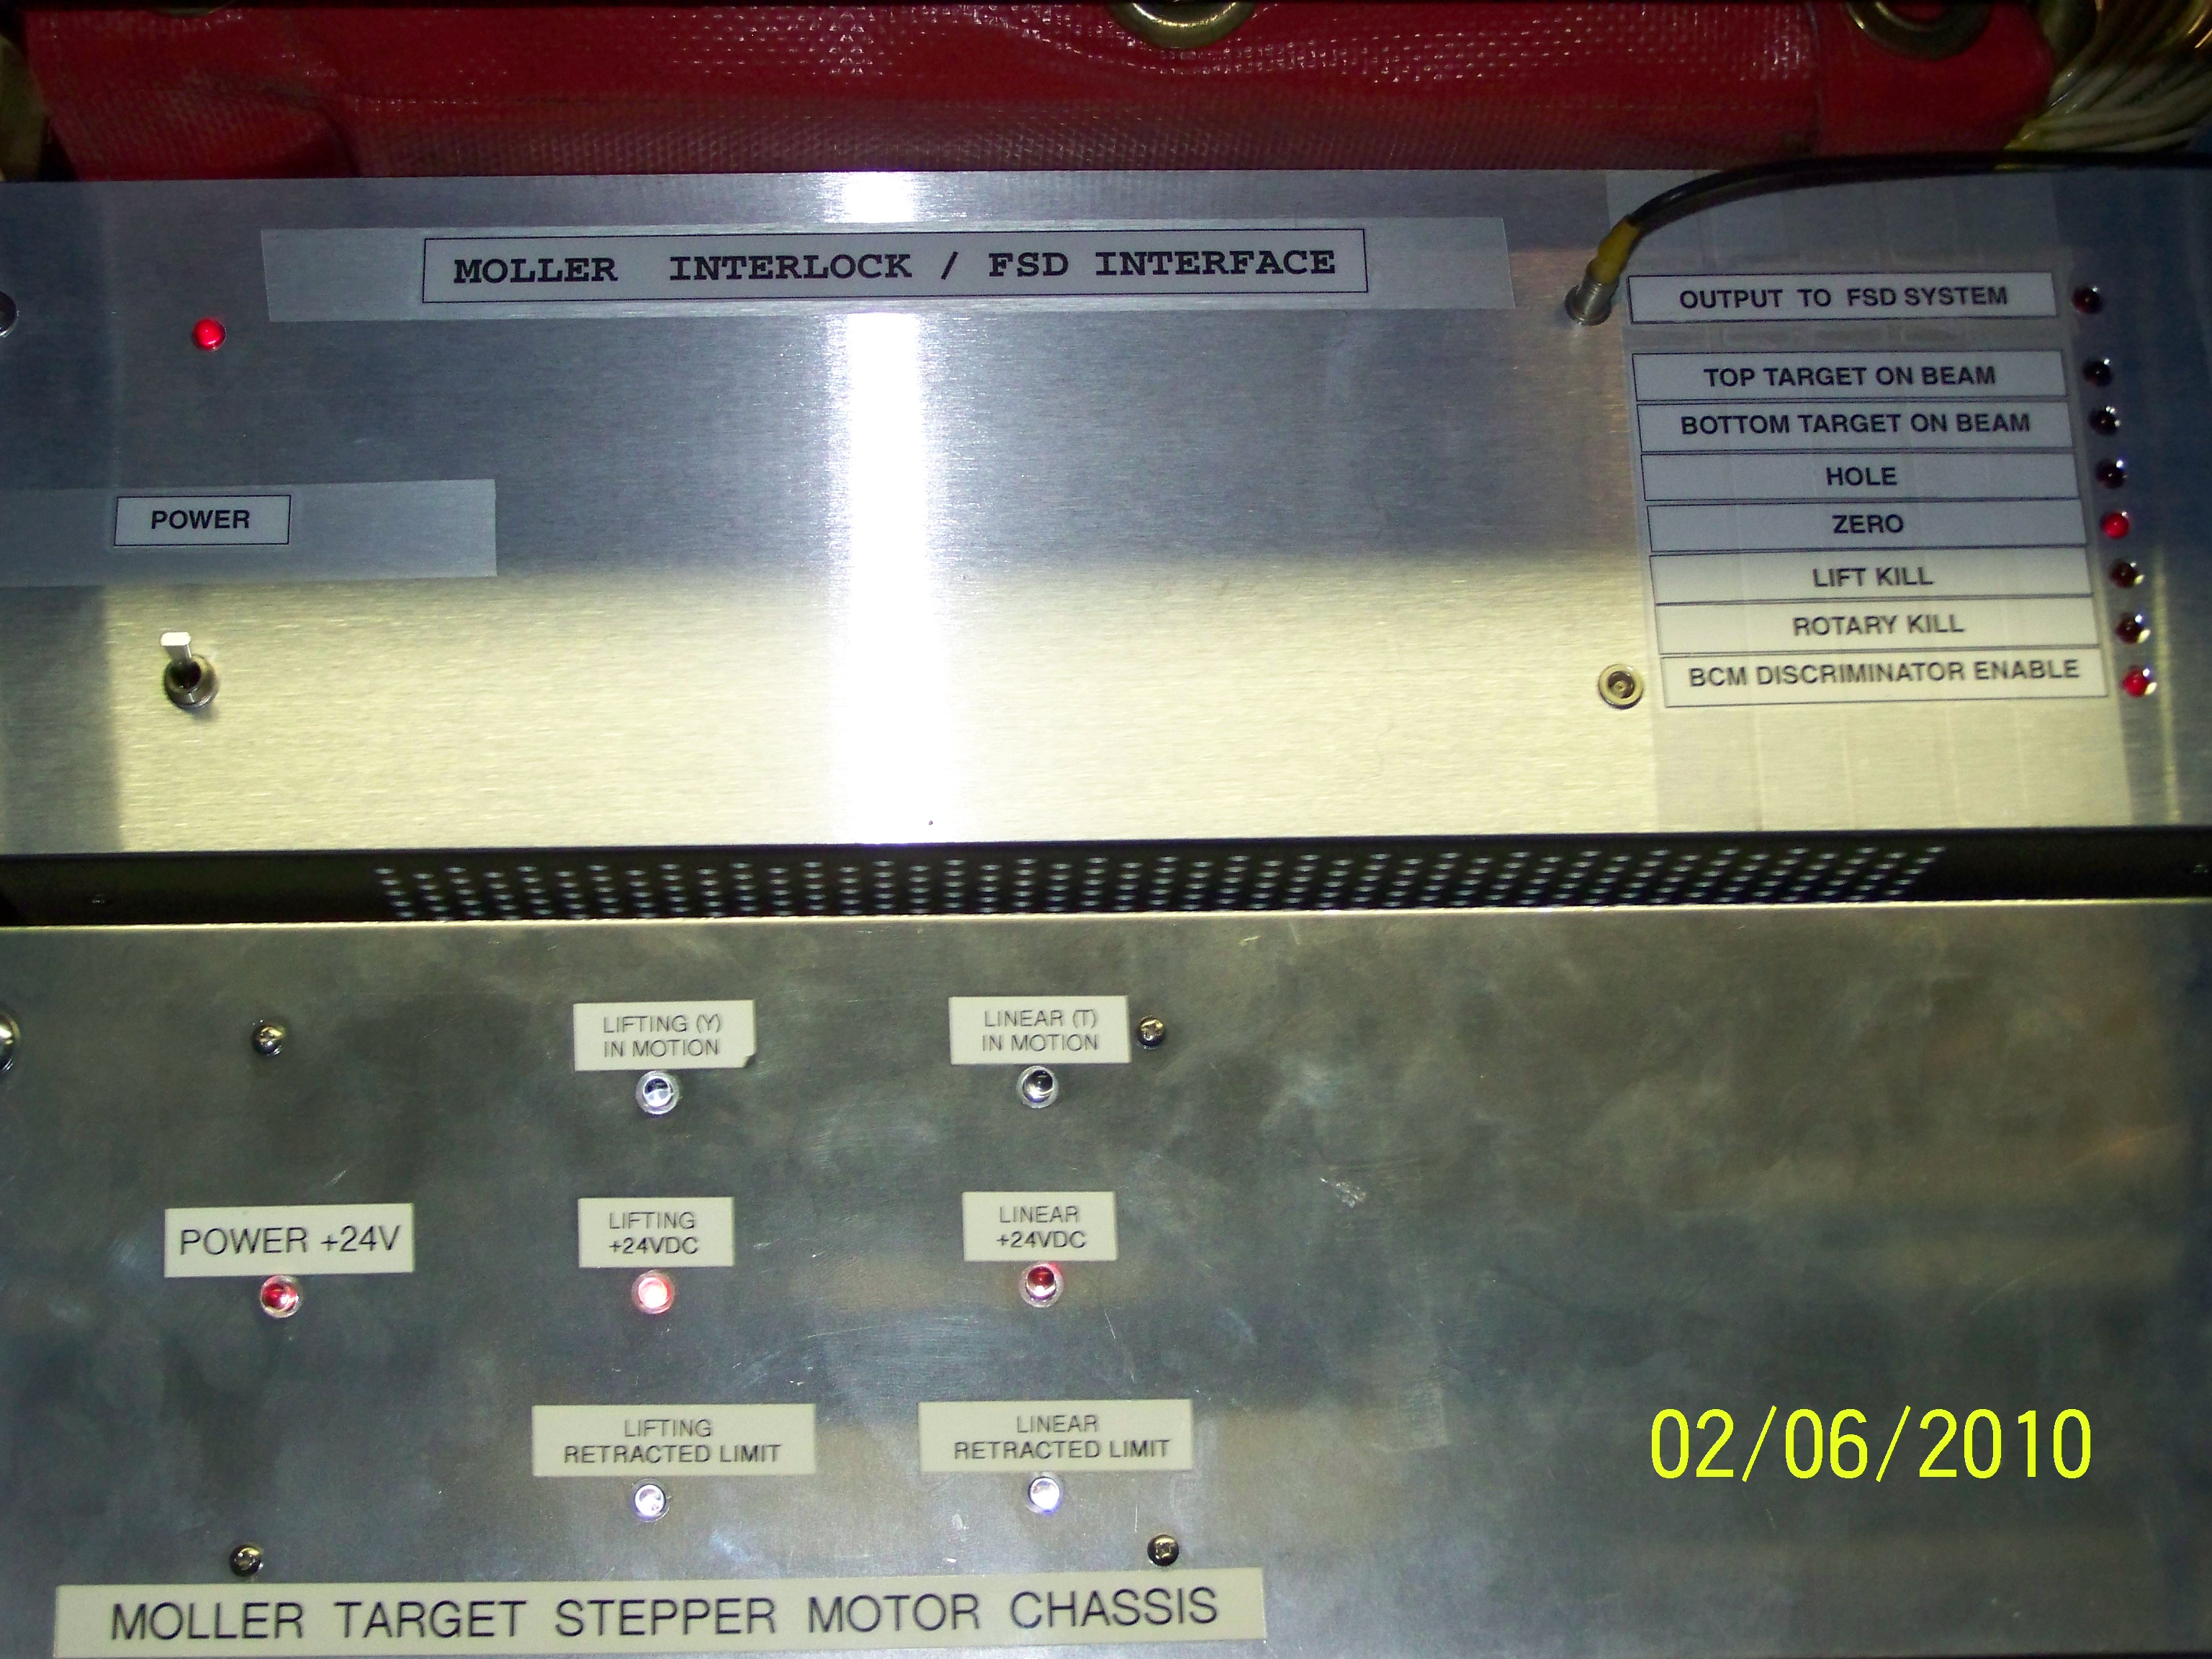 MOLLER INTERLOCK / FSD INTERFACE
OUTPUT TO FSD SYSTEM
TOP TARGET ON BEAM
BOTTOM TARGET ON BEAM
HOLE
ZERO
LIFT KILL
ROTARY KILL
BCM DISCRIMINATOR ENABLE
POWER
LIFTING (Y)
IN MOTION
LINEAR (T)
IN MOTION
POWER +24V
LIFTING
+24VDC
LINEAR
+24VDC
LIFTING
RETRACTED LIMIT
LINEAR
RETRACTED LIMIT
02/06/2010
MOLLER TARGET STEPPER MOTOR CHASSIS